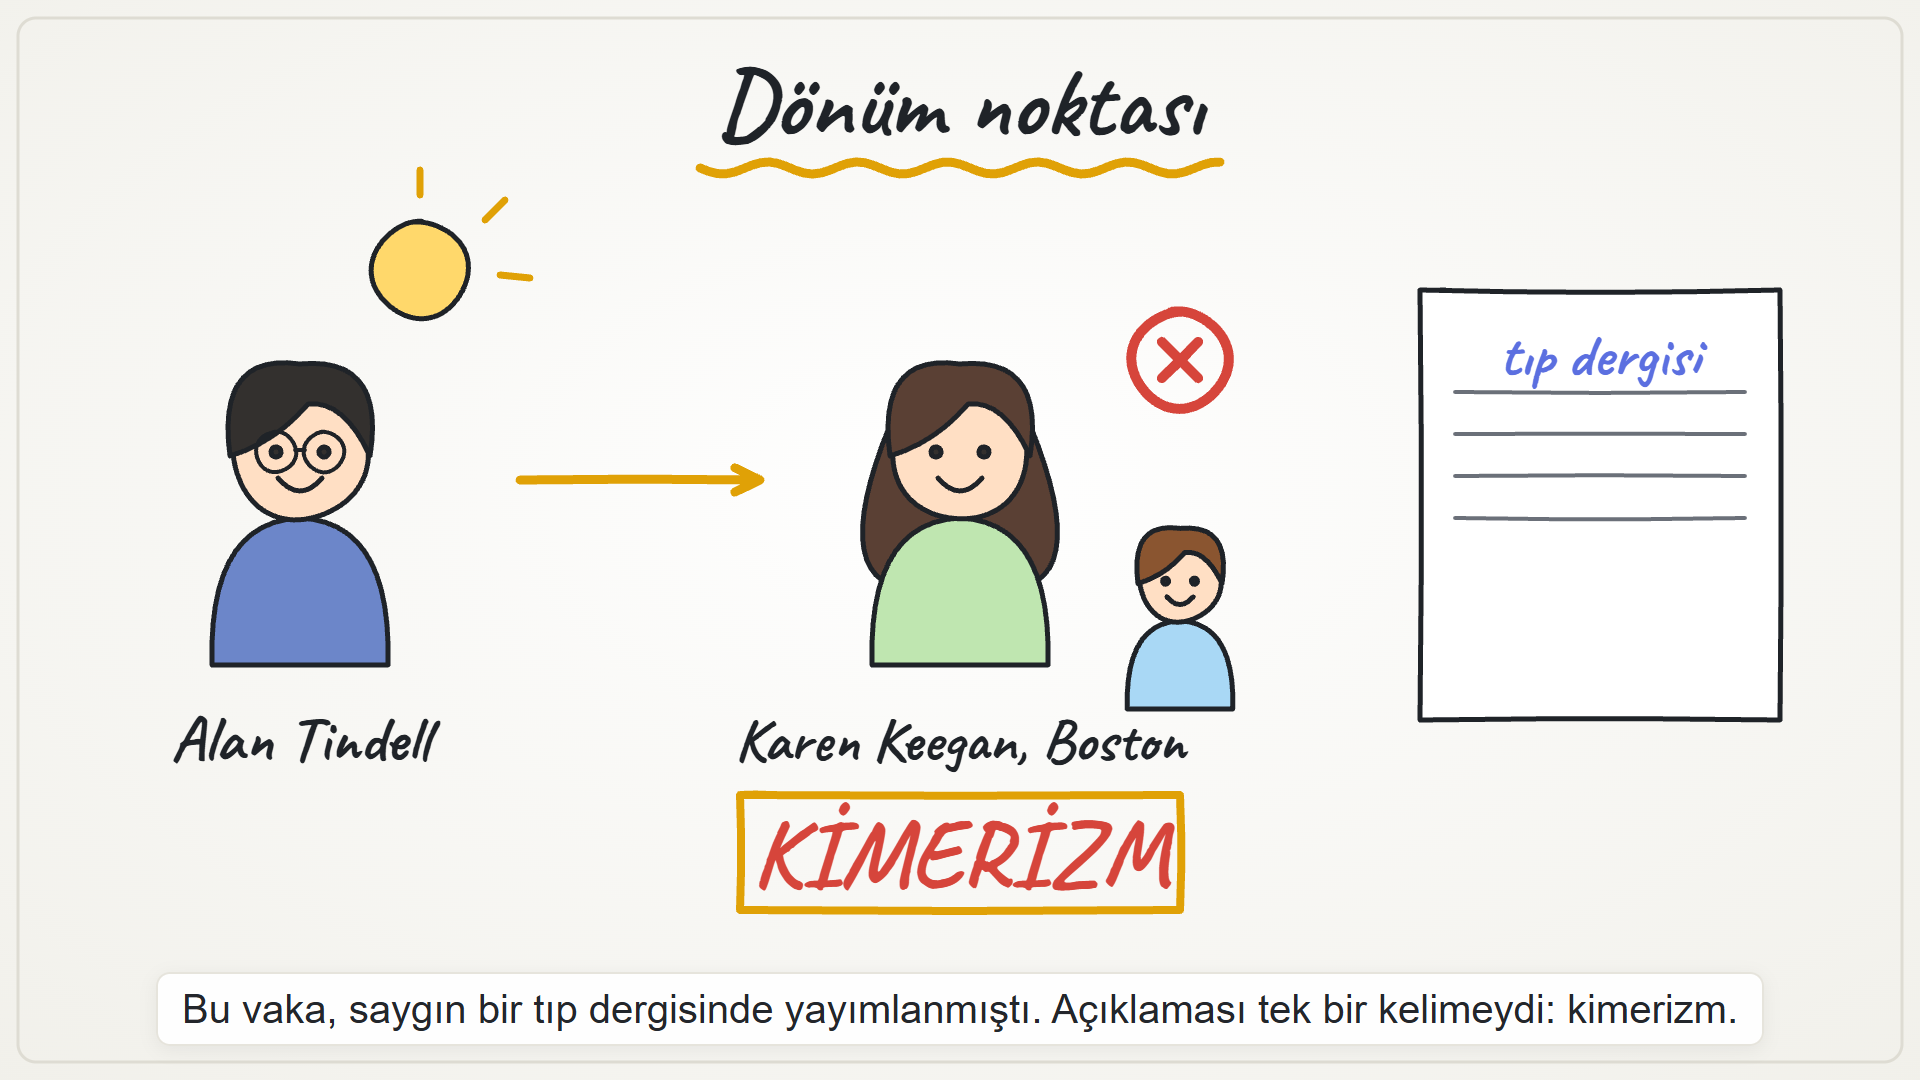 Dönüm noktası
tıp dergisi
Alan Tindell
Karen Keegan, Boston
KİMERİZM
Bu vaka, saygın bir tıp dergisinde yayımlanmıştı. Açıklaması tek bir kelimeydi: kimerizm.